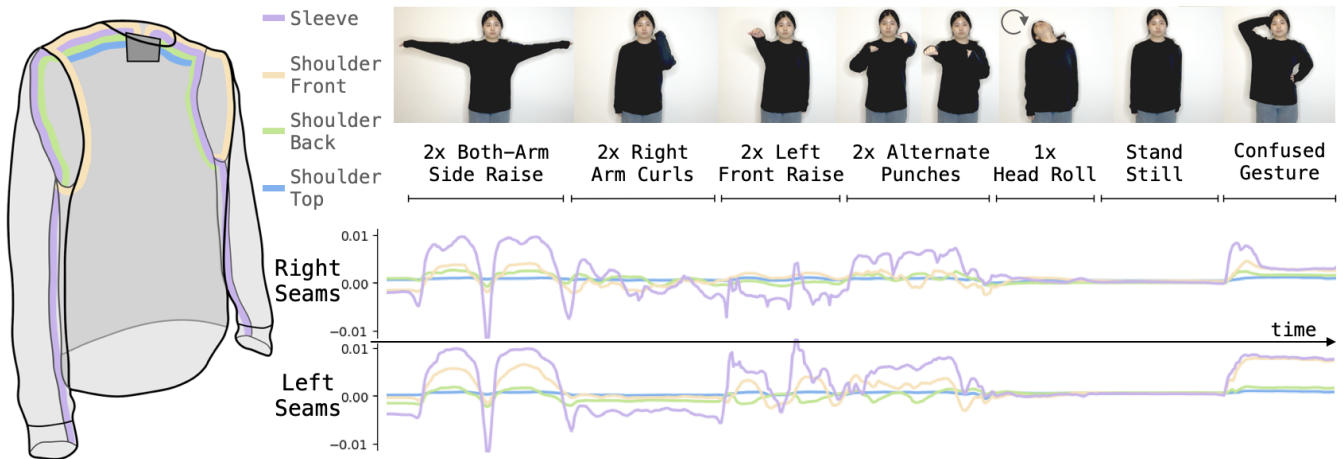 Sleeve
Shoulder
Front
Shoulder
Back
Shoulder
Top
2x Both-Arm
Side Raise
2x Right
Arm Curls
2x Left
Front Raise
2x Alternate
Punches
1x
Head Roll
Stand
Still
Confused
Gesture
Right
Seams
0.01
0.00
−0.01
time
Left
Seams
0.01
0.00
−0.01